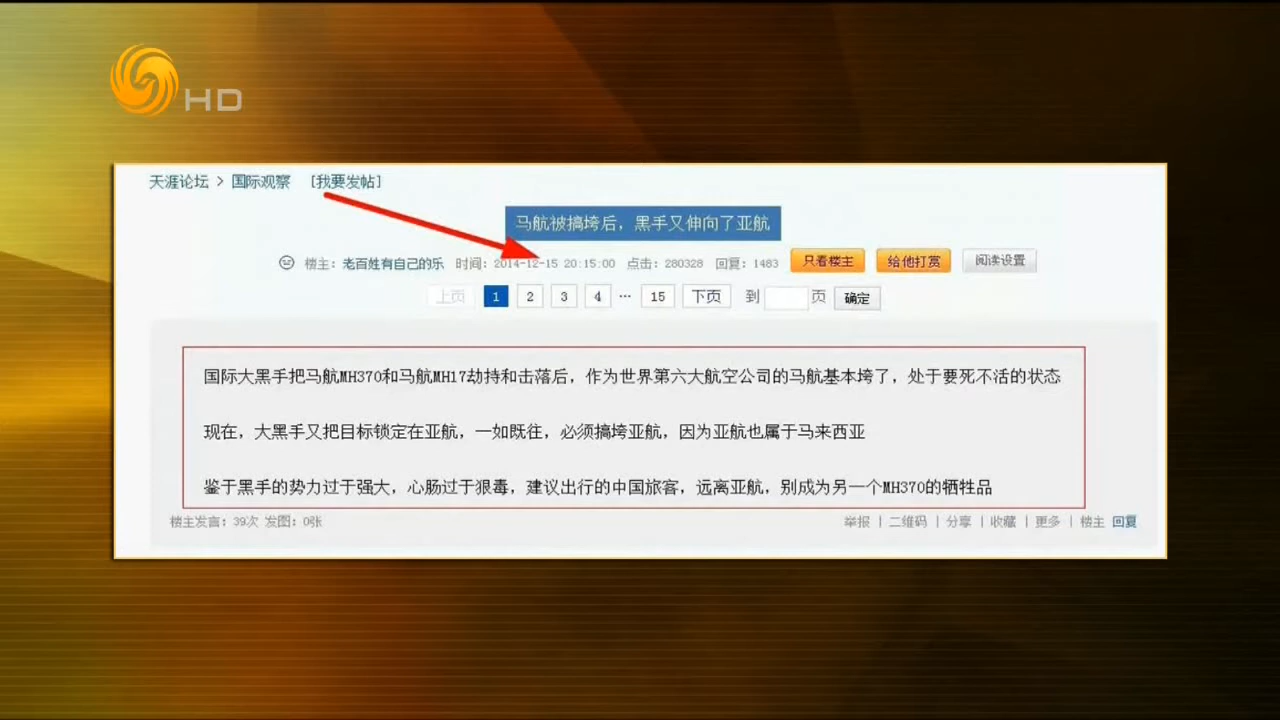 HD
天涯论坛 > 国际观察 [我要发帖]
马航被搞垮后，黑手又伸向了亚航
楼主：老百姓有自己的乐 时间：2014-12-15 20:15:00 点击：280328 回复：1483 只看楼主 给他打赏 阅读设置
上页 1 2 3 4 … 15 下页 到 页 确定
国际大黑手把马航MH370和马航MH17劫持和击落后，作为世界第六大航空公司的马航基本垮了，处于要死不活的状态
现在，大黑手又把目标锁定在亚航，一如既往，必须搞垮亚航，因为亚航也属于马来西亚
鉴于黑手的势力过于强大，心肠过于狠毒，建议出行的中国旅客，远离亚航，别成为另一个MH370的牺牲品
楼主发言：39次 发图：0张 举报 | 二维码 | 分享 | 收藏 | 更多 | 楼主 回复